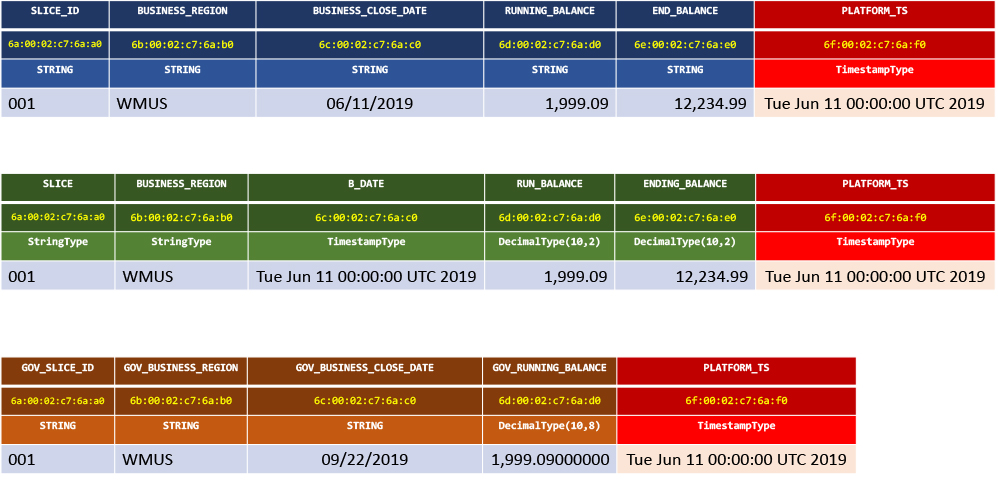 SLICE_ID BUSINESS_REGION BUSINESS_CLOSE_DATE RUNNING_BALANCE END_BALANCE PLATFORM_TS
6a:00:02:c7:6a:a0 6b:00:02:c7:6a:b0 6c:00:02:c7:6a:c0 6d:00:02:c7:6a:d0 6e:00:02:c7:6a:e0 6f:00:02:c7:6a:f0
STRING STRING STRING STRING STRING TimestampType
001 WMUS 06/11/2019 1,999.09 12,234.99 Tue Jun 11 00:00:00 UTC 2019
SLICE BUSINESS_REGION B_DATE RUN_BALANCE ENDING_BALANCE PLATFORM_TS
6a:00:02:c7:6a:a0 6b:00:02:c7:6a:b0 6c:00:02:c7:6a:c0 6d:00:02:c7:6a:d0 6e:00:02:c7:6a:e0 6f:00:02:c7:6a:f0
StringType StringType TimestampType DecimalType(10,2) DecimalType(10,2) TimestampType
001 WMUS Tue Jun 11 00:00:00 UTC 2019 1,999.09 12,234.99 Tue Jun 11 00:00:00 UTC 2019
GOV_SLICE_ID GOV_BUSINESS_REGION GOV_BUSINESS_CLOSE_DATE GOV_RUNNING_BALANCE PLATFORM_TS
6a:00:02:c7:6a:a0 6b:00:02:c7:6a:b0 6c:00:02:c7:6a:c0 6d:00:02:c7:6a:d0 6f:00:02:c7:6a:f0
STRING STRING STRING DecimalType(10,8) TimestampType
001 WMUS 09/22/2019 1,999.09000000 Tue Jun 11 00:00:00 UTC 2019